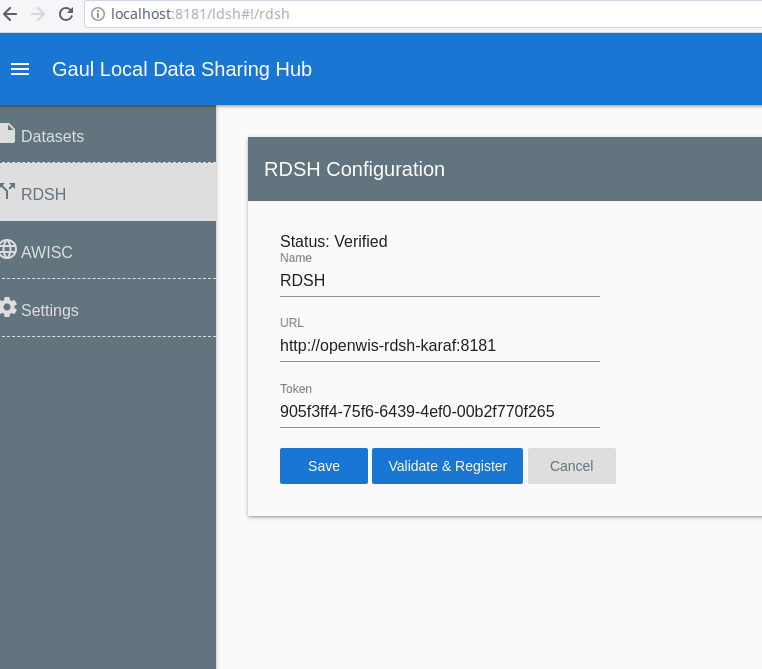 localhost:8181/ldsh#!/rdsh
Gaul Local Data Sharing Hub
Datasets
RDSH
AWISC
Settings
RDSH Configuration
Status: Verified
Name
RDSH
URL
http://openwis-rdsh-karaf:8181
Token
905f3ff4-75f6-6439-4ef0-00b2f770f265
Save
Validate & Register
Cancel